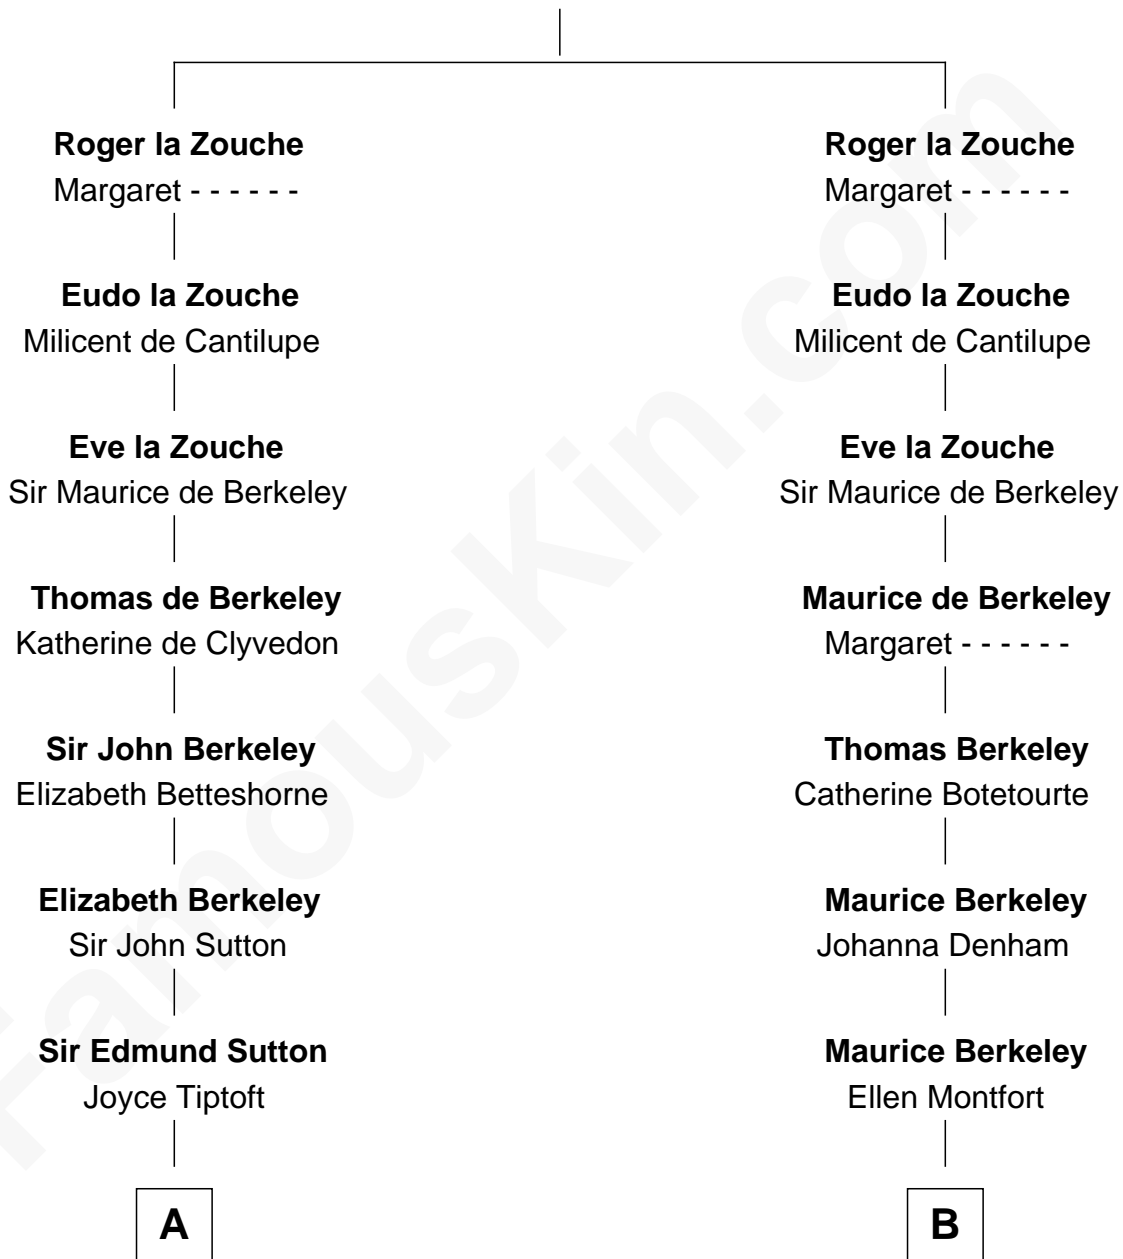 Roger la Zouche
Margaret - - - - - -
Eudo la Zouche
Milicent de Cantilupe
Eve la Zouche
Sir Maurice de Berkeley
Thomas de Berkeley
Katherine de Clyvedon
Sir John Berkeley
Elizabeth Betteshorne
Elizabeth Berkeley
Sir John Sutton
Sir Edmund Sutton
Joyce Tiptoft
A
Roger la Zouche
Margaret - - - - - -
Eudo la Zouche
Milicent de Cantilupe
Eve la Zouche
Sir Maurice de Berkeley
Maurice de Berkeley
Margaret - - - - - -
Thomas Berkeley
Catherine Botetourte
Maurice Berkeley
Johanna Denham
Maurice Berkeley
Ellen Montfort
B
FamousKin.com